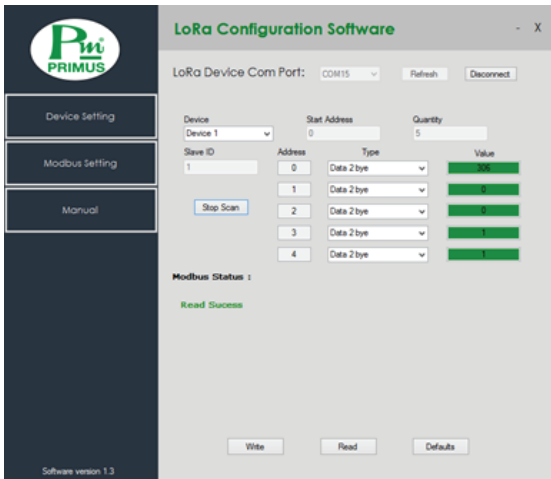 Pm
PRIMUS
LoRa Configuration Software - X
LoRa Device Com Port: COM15 Refresh Disconnect
Device Setting
Modbus Setting
Manual
Device Start Address Quantity
Device 1 0 5
Slave ID Address Type Value
1 0 Data 2 bye 306
1 Data 2 bye 0
Stop Scan 2 Data 2 bye 0
3 Data 2 bye 1
4 Data 2 bye 1
Modbus Status :
Read Sucess
Write Read Defaults
Software version 1.3